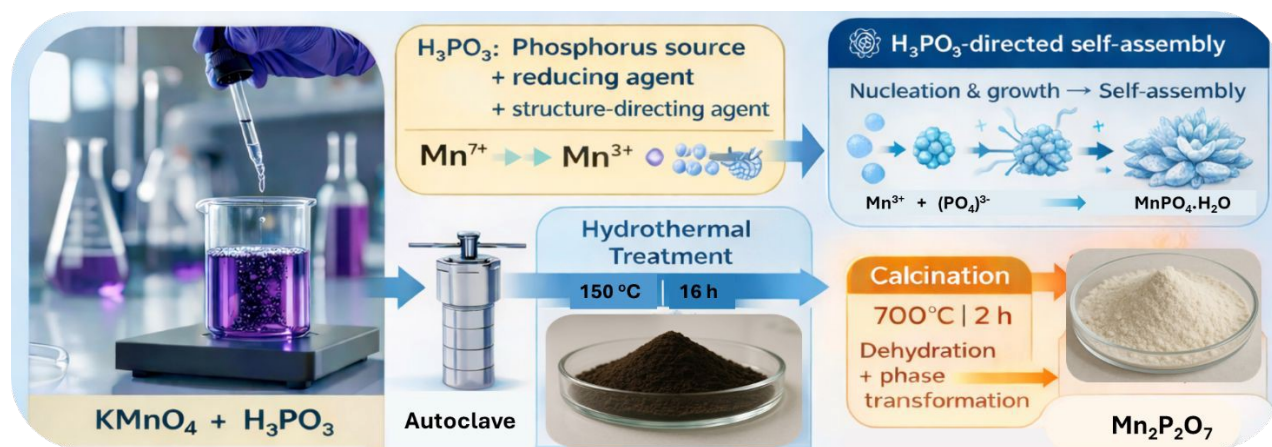 KMnO₄ + H₃PO₃
H₃PO₃: Phosphorus source
+ reducing agent
+ structure-directing agent
Mn⁷⁺ Mn³⁺
H₃PO₃-directed self-assembly
Nucleation & growth → Self-assembly
Mn³⁺ + (PO₄)³⁻ MnPO₄.H₂O
Autoclave
Hydrothermal
Treatment
150 ºC 16 h
Calcination
700°C | 2 h
Dehydration
+ phase
transformation
Mn₂P₂O₇